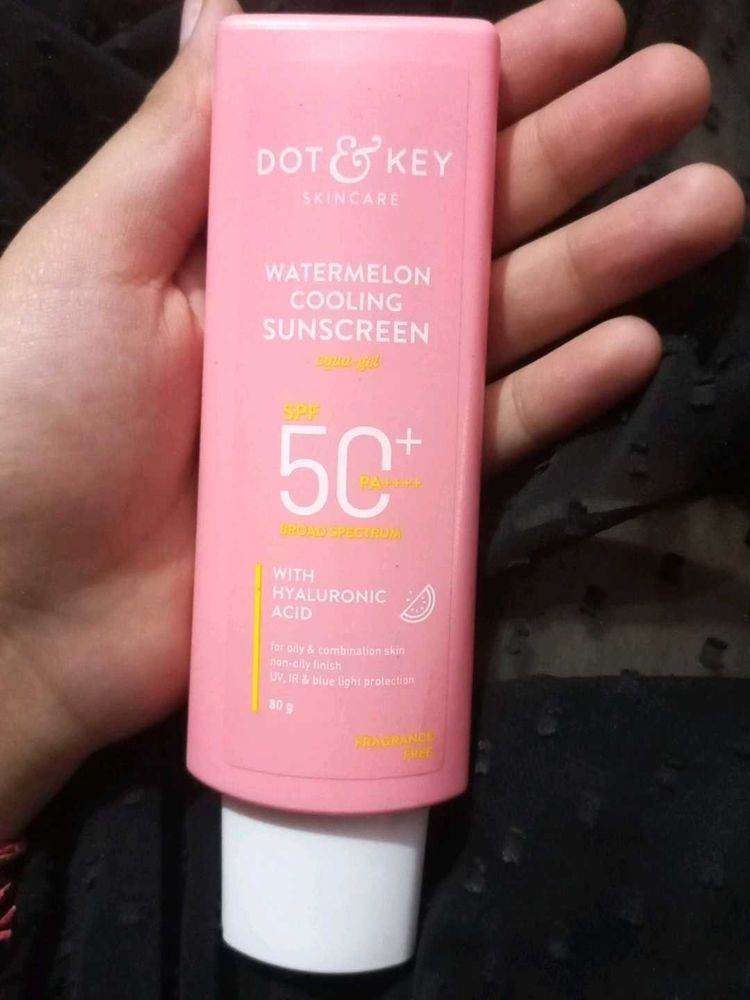 DOT & KEY
SKINCARE
WATERMELON
COOLING
SUNSCREEN
aqua-gel
SPF
50+
PA++++
BROAD SPECTRUM
WITH
HYALURONIC
ACID
for oily & combination skin
non-oily finish
UV, IR & blue light protection
80 g
FRAGRANCE
FREE